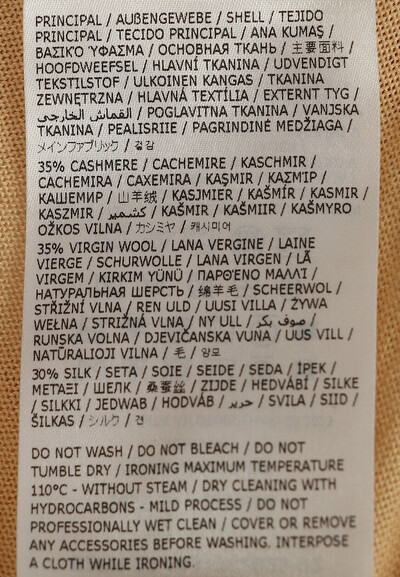 PRINCIPAL / AUßENGEWEBE / SHELL / TEJIDO
PRINCIPAL / TECIDO PRINCIPAL / ANA KUMAŞ /
ΒΑΣΙΚΌ ΎΦΑΣΜΑ / ОСНОВНАЯ ТКАНЬ / 主要面料 /
HOOFDWEEFSEL / HLAVNÍ TKANINA / UDVENDIGT
TEKSTILSTOF / ULKOINEN KANGAS / TKANINA
ZEWNĘTRZNA / HLAVNÁ TEXTÍLIA / EXTERNT TYG /
القماش الخارجي / POGLAVITNA TKANINA / VANJSKA
TKANINA / PEALISRIIE / PAGRINDINĖ MEDŽIAGA /
メインファブリック / 겉감
35% CASHMERE / CACHEMIRE / KASCHMIR /
CACHEMIRA / CAXEMIRA / KAŞMIR / ΚΑΣΜΊΡ /
КАШЕМИР / 山羊绒 / KASJMIER / KAŠMÍR / KASMIR /
KASZMIR / كشمير / KAŠMIR / KAŠMIIR / KAŠMYRO
OŽKOS VILNA / カシミヤ / 캐시미어
35% VIRGIN WOOL / LANA VERGINE / LAINE
VIERGE / SCHURWOLLE / LANA VIRGEN / LÃ
VIRGEM / KIRKIM YÜNÜ / ΠΑΡΘΈΝΟ ΜΑΛΛΊ /
НАТУРАЛЬНАЯ ШЕРСТЬ / 绵羊毛 / SCHEERWOL /
STŘIŽNÍ VLNA / REN ULD / UUSI VILLA / ŻYWA
WEŁNA / STRIŽNÁ VLNA / NY ULL / صوف بكر /
RUNSKA VOLNA / DJEVIČANSKA VUNA / UUS VILL /
NATŪRALIOJI VILNA / 毛 / 양모
30% SILK / SETA / SOIE / SEIDE / SEDA / İPEK /
ΜΕΤΆΞΙ / ШЕЛК / 桑蚕丝 / ZIJDE / HEDVÁBÍ / SILKE
/ SILKKI / JEDWAB / HODVÁB / حرير / SVILA / SIID /
ŠILKAS / シルク / 견
DO NOT WASH / DO NOT BLEACH / DO NOT
TUMBLE DRY / IRONING MAXIMUM TEMPERATURE
110°C - WITHOUT STEAM / DRY CLEANING WITH
HYDROCARBONS - MILD PROCESS / DO NOT
PROFESSIONALLY WET CLEAN / COVER OR REMOVE
ANY ACCESSORIES BEFORE WASHING. INTERPOSE
A CLOTH WHILE IRONING.